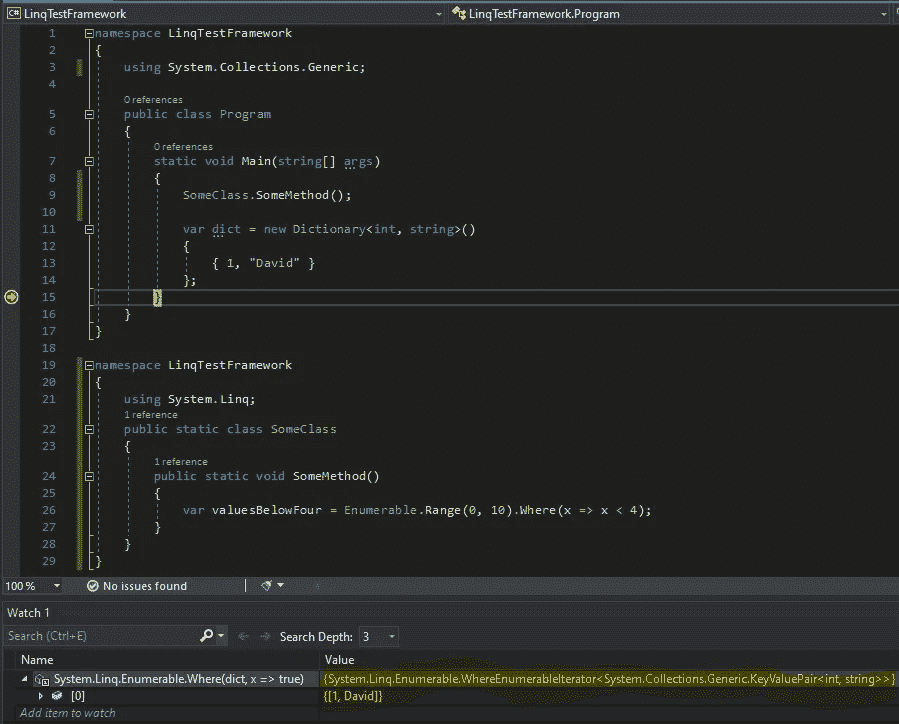 C# LinqTestFramework LinqTestFramework.Program
1 namespace LinqTestFramework
2 {
3 using System.Collections.Generic;
4
0 references
5 public class Program
6 {
0 references
7 static void Main(string[] args)
8 {
9 SomeClass.SomeMethod();
10
11 var dict = new Dictionary<int, string>()
12 {
13 { 1, "David" }
14 };
15 }
16 }
17 }
18
19 namespace LinqTestFramework
20 {
21 using System.Linq;
1 reference
22 public static class SomeClass
23 {
1 reference
24 public static void SomeMethod()
25 {
26 var valuesBelowFour = Enumerable.Range(0, 10).Where(x => x < 4);
27 }
28 }
29 }
100 % No issues found
Watch 1
Search (Ctrl+E) Search Depth: 3
Name Value
System.Linq.Enumerable.Where(dict, x => true) {System.Linq.Enumerable.WhereEnumerableIterator<System.Collections.Generic.KeyValuePair<int, string>>}
[0] {[1, David]}
Add item to watch